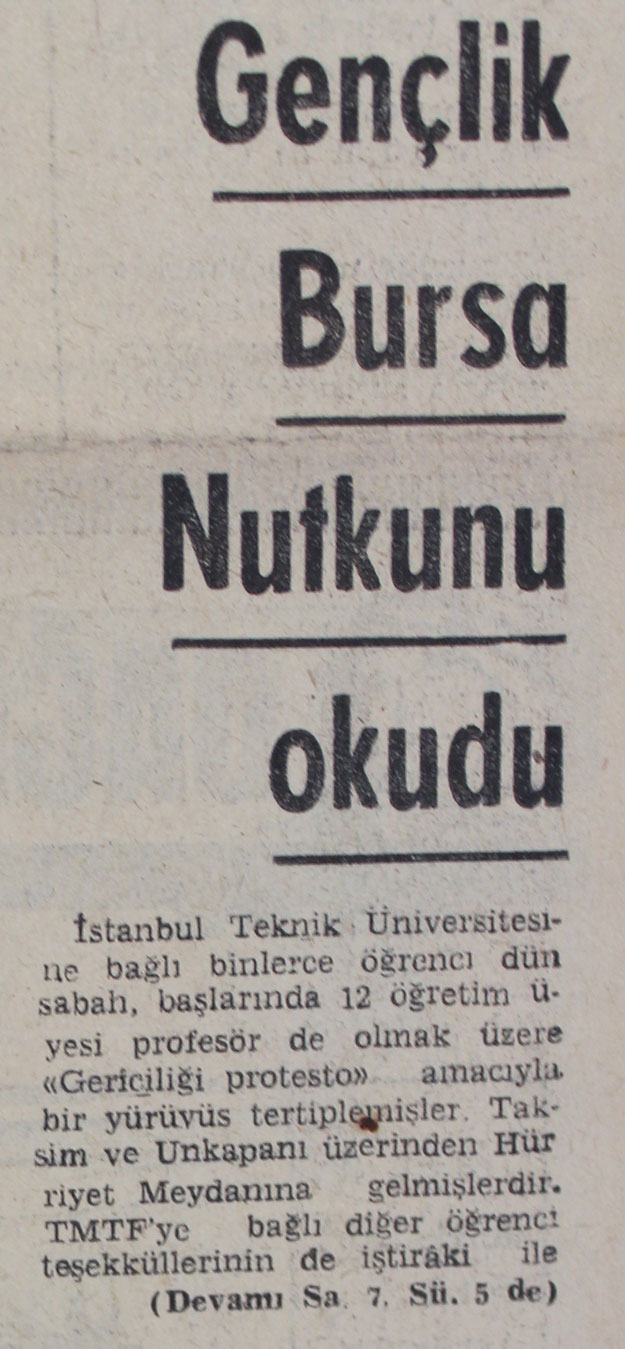 Gençlik
Bursa
Nutkunu
okudu
İstanbul Teknik Üniversitesi-
ne bağlı binlerce öğrenci dün
sabah, başlarında 12 öğretim ü-
yesi profesör de olmak üzere
«Gericiliği protesto» amacıyla
bir yürüyüs tertiplemişler. Tak-
sim ve Unkapanı üzerinden Hür
riyet Meydanına gelmişlerdir.
TMTF'ye bağlı diğer öğrenci
teşekküllerinin de iştirâki ile
(Devamı Sa. 7. Sü. 5 de)